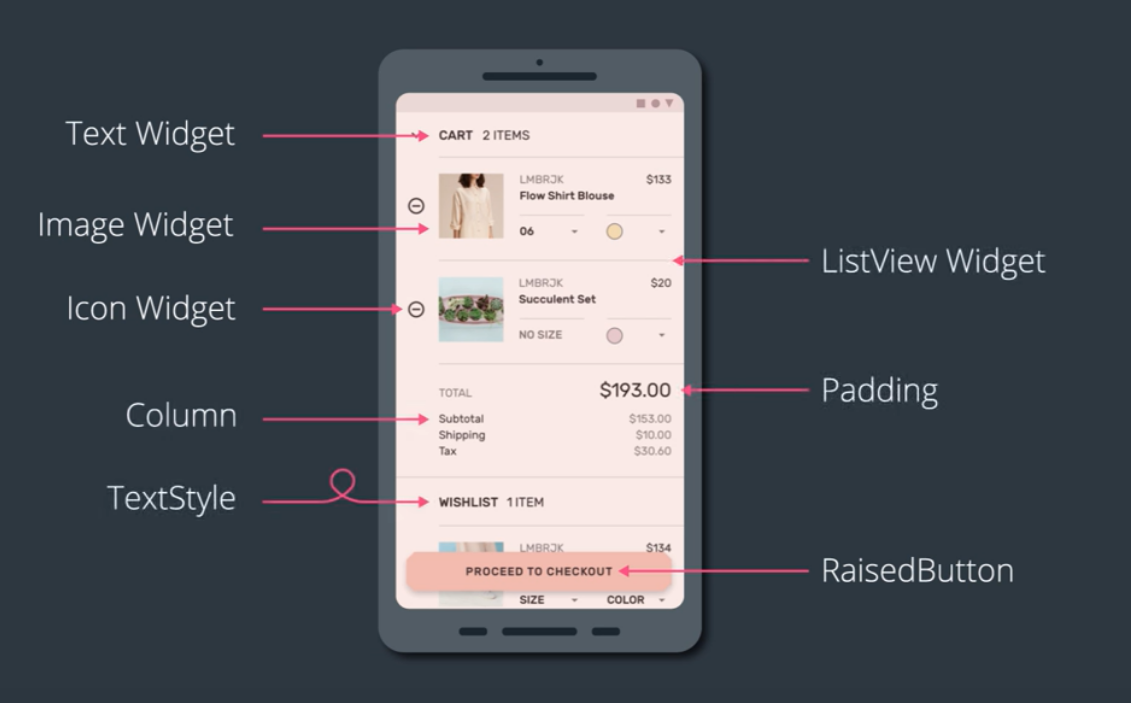 Text Widget
Image Widget
Icon Widget
Column
TextStyle
CART 2 ITEMS
LMBRJK $133
Flow Shirt Blouse
06
LMBRJK $20
Succulent Set
NO SIZE
TOTAL $193.00
Subtotal $153.00
Shipping $10.00
Tax $30.60
WISHLIST 1 ITEM
LMBRJK $134
PROCEED TO CHECKOUT
SIZE COLOR
ListView Widget
Padding
RaisedButton